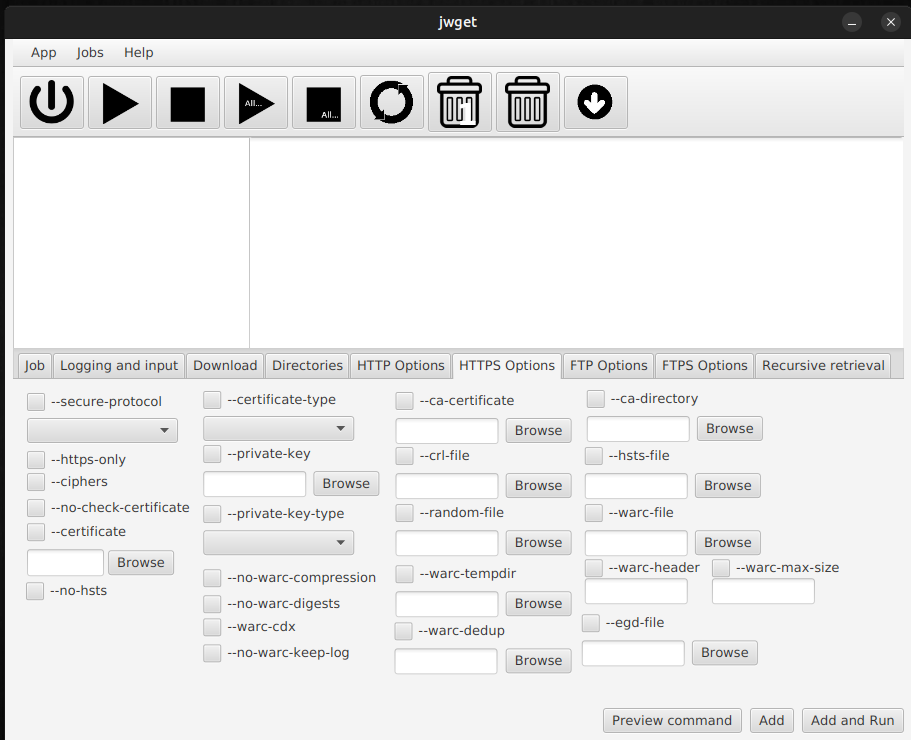 jwget
App Jobs Help
All... All...
Job Logging and input Download Directories HTTP Options HTTPS Options FTP Options FTPS Options Recursive retrieval
--secure-protocol --certificate-type --ca-certificate --ca-directory
Browse Browse
--https-only --private-key --crl-file --hsts-file
--ciphers Browse Browse Browse
--no-check-certificate --private-key-type --random-file --warc-file
--certificate
Browse Browse Browse
--no-hsts --no-warc-compression --warc-tempdir --warc-header --warc-max-size
--no-warc-digests Browse
--warc-cdx --warc-dedup --egd-file
--no-warc-keep-log Browse Browse
Preview command Add Add and Run